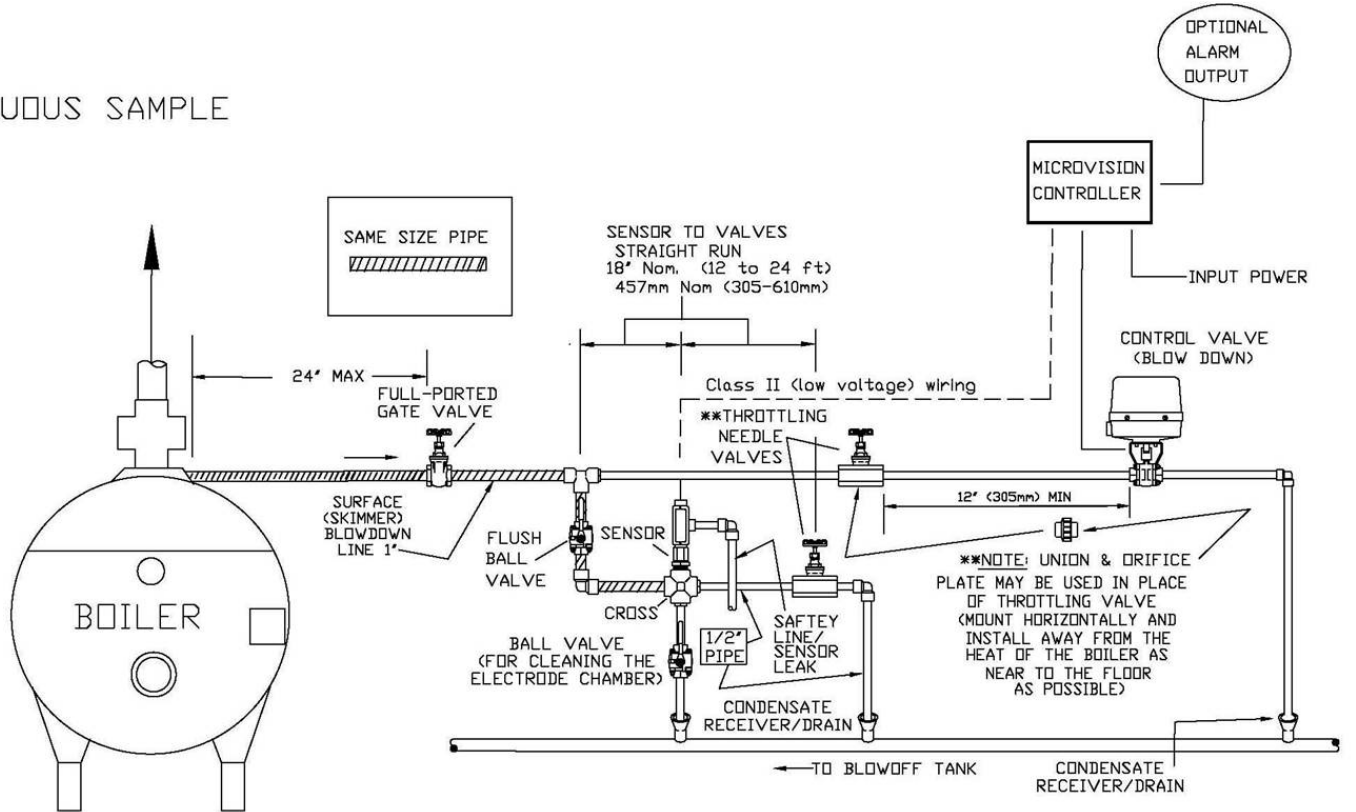 UOUS SAMPLE
OPTIONAL
ALARM
OUTPUT
MICROVISION
CONTROLLER
INPUT POWER
SAME SIZE PIPE
SENSOR TO VALVES
STRAIGHT RUN
18" Nom. (12 to 24 ft)
457mm Nom (305-610mm)
CONTROL VALVE
(BLOW DOWN)
24" MAX
FULL-PORTED
GATE VALVE
Class II (low voltage) wiring
**THROTTLING
NEEDLE
VALVES
12" (305mm) MIN
SURFACE
(SKIMMER)
BLOWDOWN
LINE 1"
FLUSH
BALL
VALVE
SENSOR
CROSS
**NOTE: UNION & ORIFICE
PLATE MAY BE USED IN PLACE
OF THROTTLING VALVE
(MOUNT HORIZONTALLY AND
INSTALL AWAY FROM THE
HEAT OF THE BOILER AS
NEAR TO THE FLOOR
AS POSSIBLE)
BOILER
BALL VALVE
(FOR CLEANING THE
ELECTRODE CHAMBER)
1/2"
PIPE
SAFTEY
LINE/
SENSOR
LEAK
CONDENSATE
RECEIVER/DRAIN
TO BLOWOFF TANK
CONDENSATE
RECEIVER/DRAIN